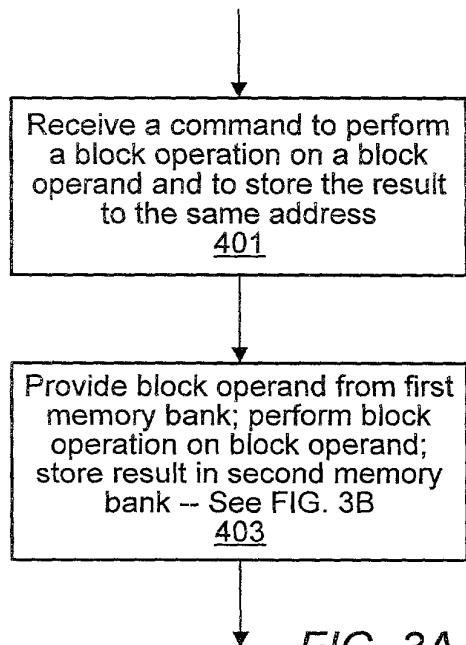 Receive a command to perform
a block operation on a block
operand and to store the result
to the same address
401
Provide block operand from first
memory bank; perform block
operation on block operand;
store result in second memory
bank -- See FIG. 3B
403
FIG. 3A